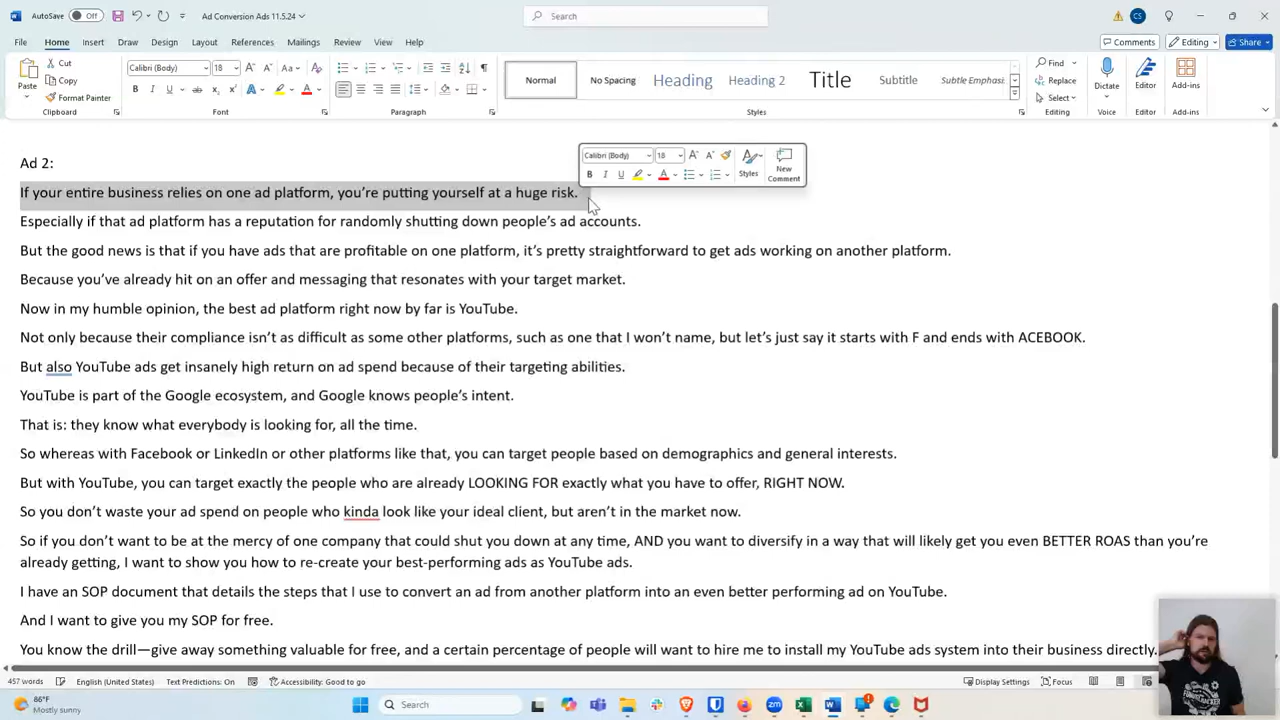 AutoSave Off Ad Conversion Ads 11.5.24 Search CS
File Home Insert Draw Design Layout References Mailings Review View Help Comments Editing Share
Paste Cut Copy Format Painter Clipboard
Calibri (Body) 18 Font
Paragraph
Normal No Spacing Heading Heading 2 Title Subtitle Subtle Emphasi Styles
Find Replace Select Editing
Dictate Voice
Editor Editor
Add-ins Add-ins
Calibri (Body) 18 Styles New Comment
Ad 2:
If your entire business relies on one ad platform, you’re putting yourself at a huge risk.
Especially if that ad platform has a reputation for randomly shutting down people’s ad accounts.
But the good news is that if you have ads that are profitable on one platform, it’s pretty straightforward to get ads working on another platform.
Because you’ve already hit on an offer and messaging that resonates with your target market.
Now in my humble opinion, the best ad platform right now by far is YouTube.
Not only because their compliance isn’t as difficult as some other platforms, such as one that I won’t name, but let’s just say it starts with F and ends with ACEBOOK.
But also YouTube ads get insanely high return on ad spend because of their targeting abilities.
YouTube is part of the Google ecosystem, and Google knows people’s intent.
That is: they know what everybody is looking for, all the time.
So whereas with Facebook or LinkedIn or other platforms like that, you can target people based on demographics and general interests.
But with YouTube, you can target exactly the people who are already LOOKING FOR exactly what you have to offer, RIGHT NOW.
So you don’t waste your ad spend on people who kinda look like your ideal client, but aren’t in the market now.
So if you don’t want to be at the mercy of one company that could shut you down at any time, AND you want to diversify in a way that will likely get you even BETTER ROAS than you’re
already getting, I want to show you how to re-create your best-performing ads as YouTube ads.
I have an SOP document that details the steps that I use to convert an ad from another platform into an even better performing ad on YouTube.
And I want to give you my SOP for free.
You know the drill—give away something valuable for free, and a certain percentage of people will want to hire me to install my YouTube ads system into their business directly.
457 words English (United States) Text Predictions: On Accessibility: Good to go Display Settings Focus
86°F
Mostly sunny
Search